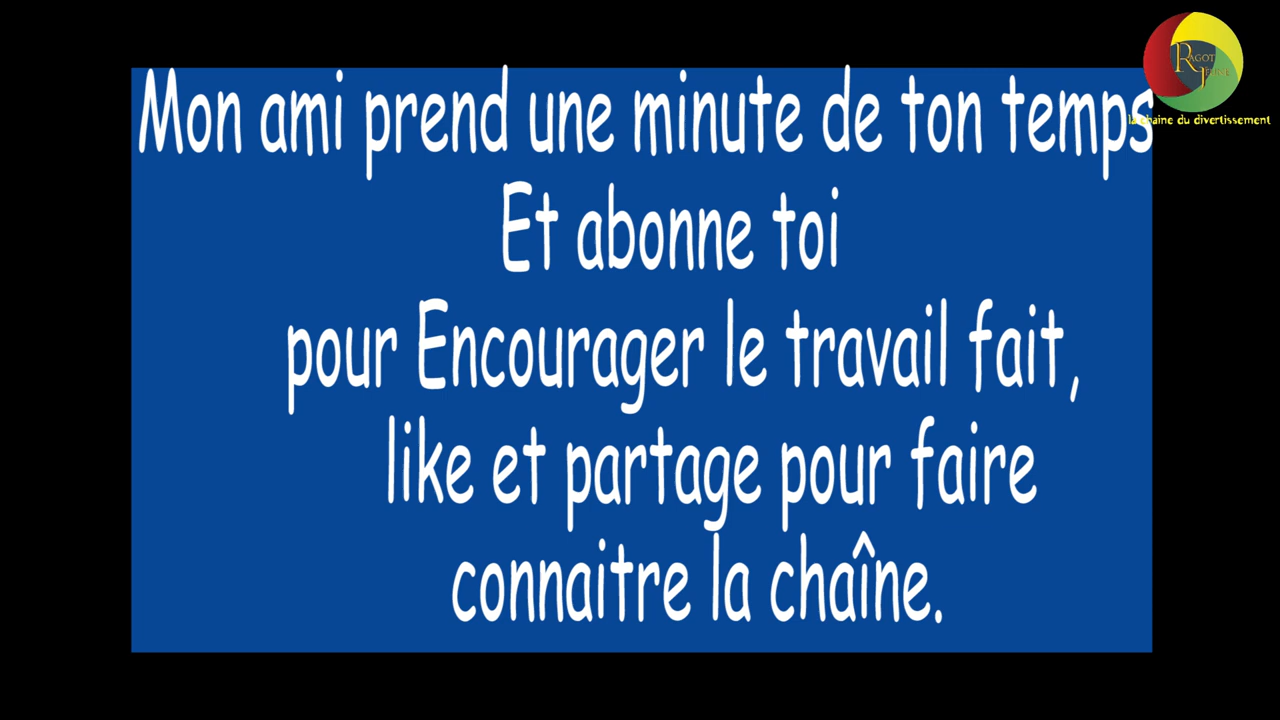 Mon ami prend une minute de ton temps
Et abonne toi
pour Encourager le travail fait,
like et partage pour faire
connaitre la chaîne.
RAGOT
la chaine du divertissement